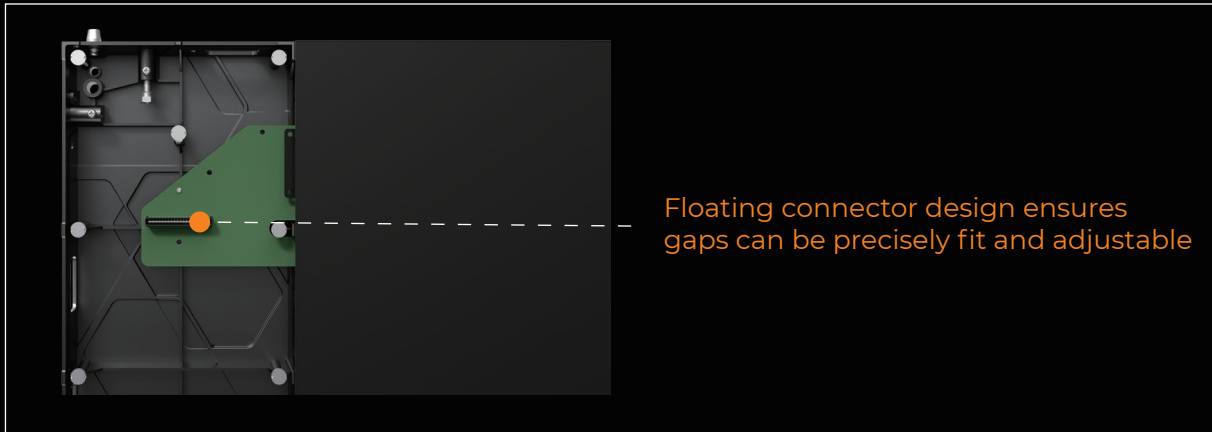 Floating connector design ensures
gaps can be precisely fit and adjustable